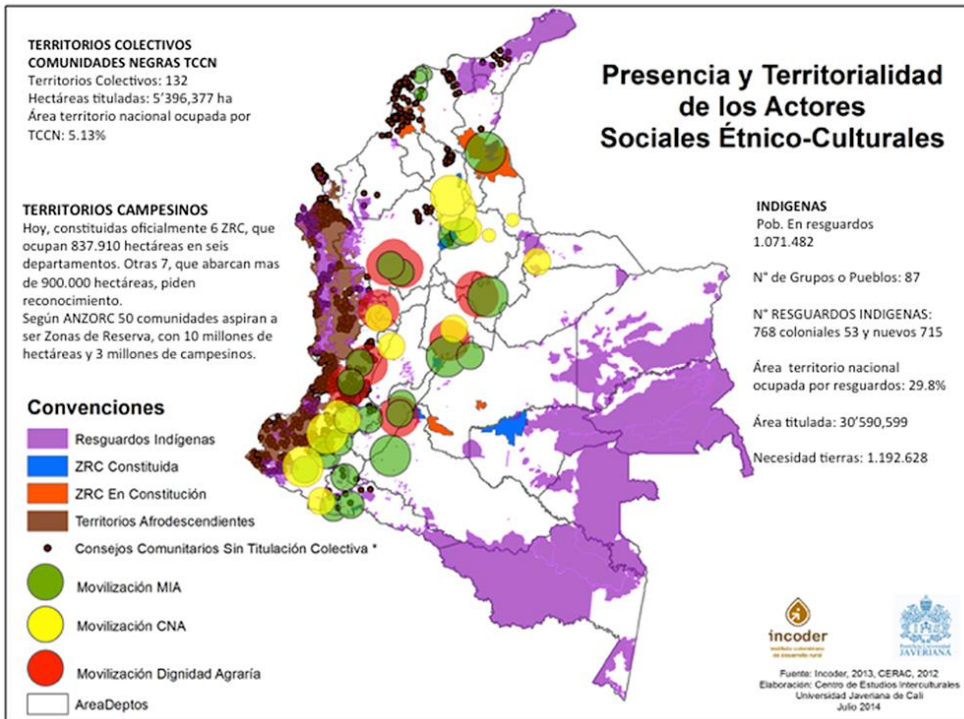 TERRITORIOS COLECTIVOS
COMUNIDADES NEGRAS TCCN
Territorios Colectivos: 132
Hectáreas tituladas: 5'396,377 ha
Área territorio nacional ocupada por
TCCN: 5.13%
Presencia y Territorialidad
de los Actores
Sociales Étnico-Culturales
TERRITORIOS CAMPESINOS
Hoy, constituidas oficialmente 6 ZRC, que
ocupan 837.910 hectáreas en seis
departamentos. Otras 7, que abarcan mas
de 900.000 hectáreas, piden
reconocimiento.
Según ANZORC 50 comunidades aspiran a
ser Zonas de Reserva, con 10 millones de
hectáreas y 3 millones de campesinos.
INDIGENAS
Pob. En resguardos
1.071.482
N° de Grupos o Pueblos: 87
N° RESGUARDOS INDIGENAS:
768 coloniales 53 y nuevos 715
Área territorio nacional
ocupada por resguardos: 29.8%
Área titulada: 30'590,599
Necesidad tierras: 1.192.628
Convenciones
Resguardos Indígenas
ZRC Constituida
ZRC En Constitución
Territorios Afrodescendientes
Consejos Comunitarios Sin Titulación Colectiva *
Movilización MIA
Movilización CNA
Movilización Dignidad Agraría
AreaDeptos
incoder
Pontificia Universidad
JAVERIANA
Fuente: Incoder, 2013, CERAC, 2012
Elaboración: Centro de Estudios Interculturales
Universidad Javeriana de Cali
Julio 2014